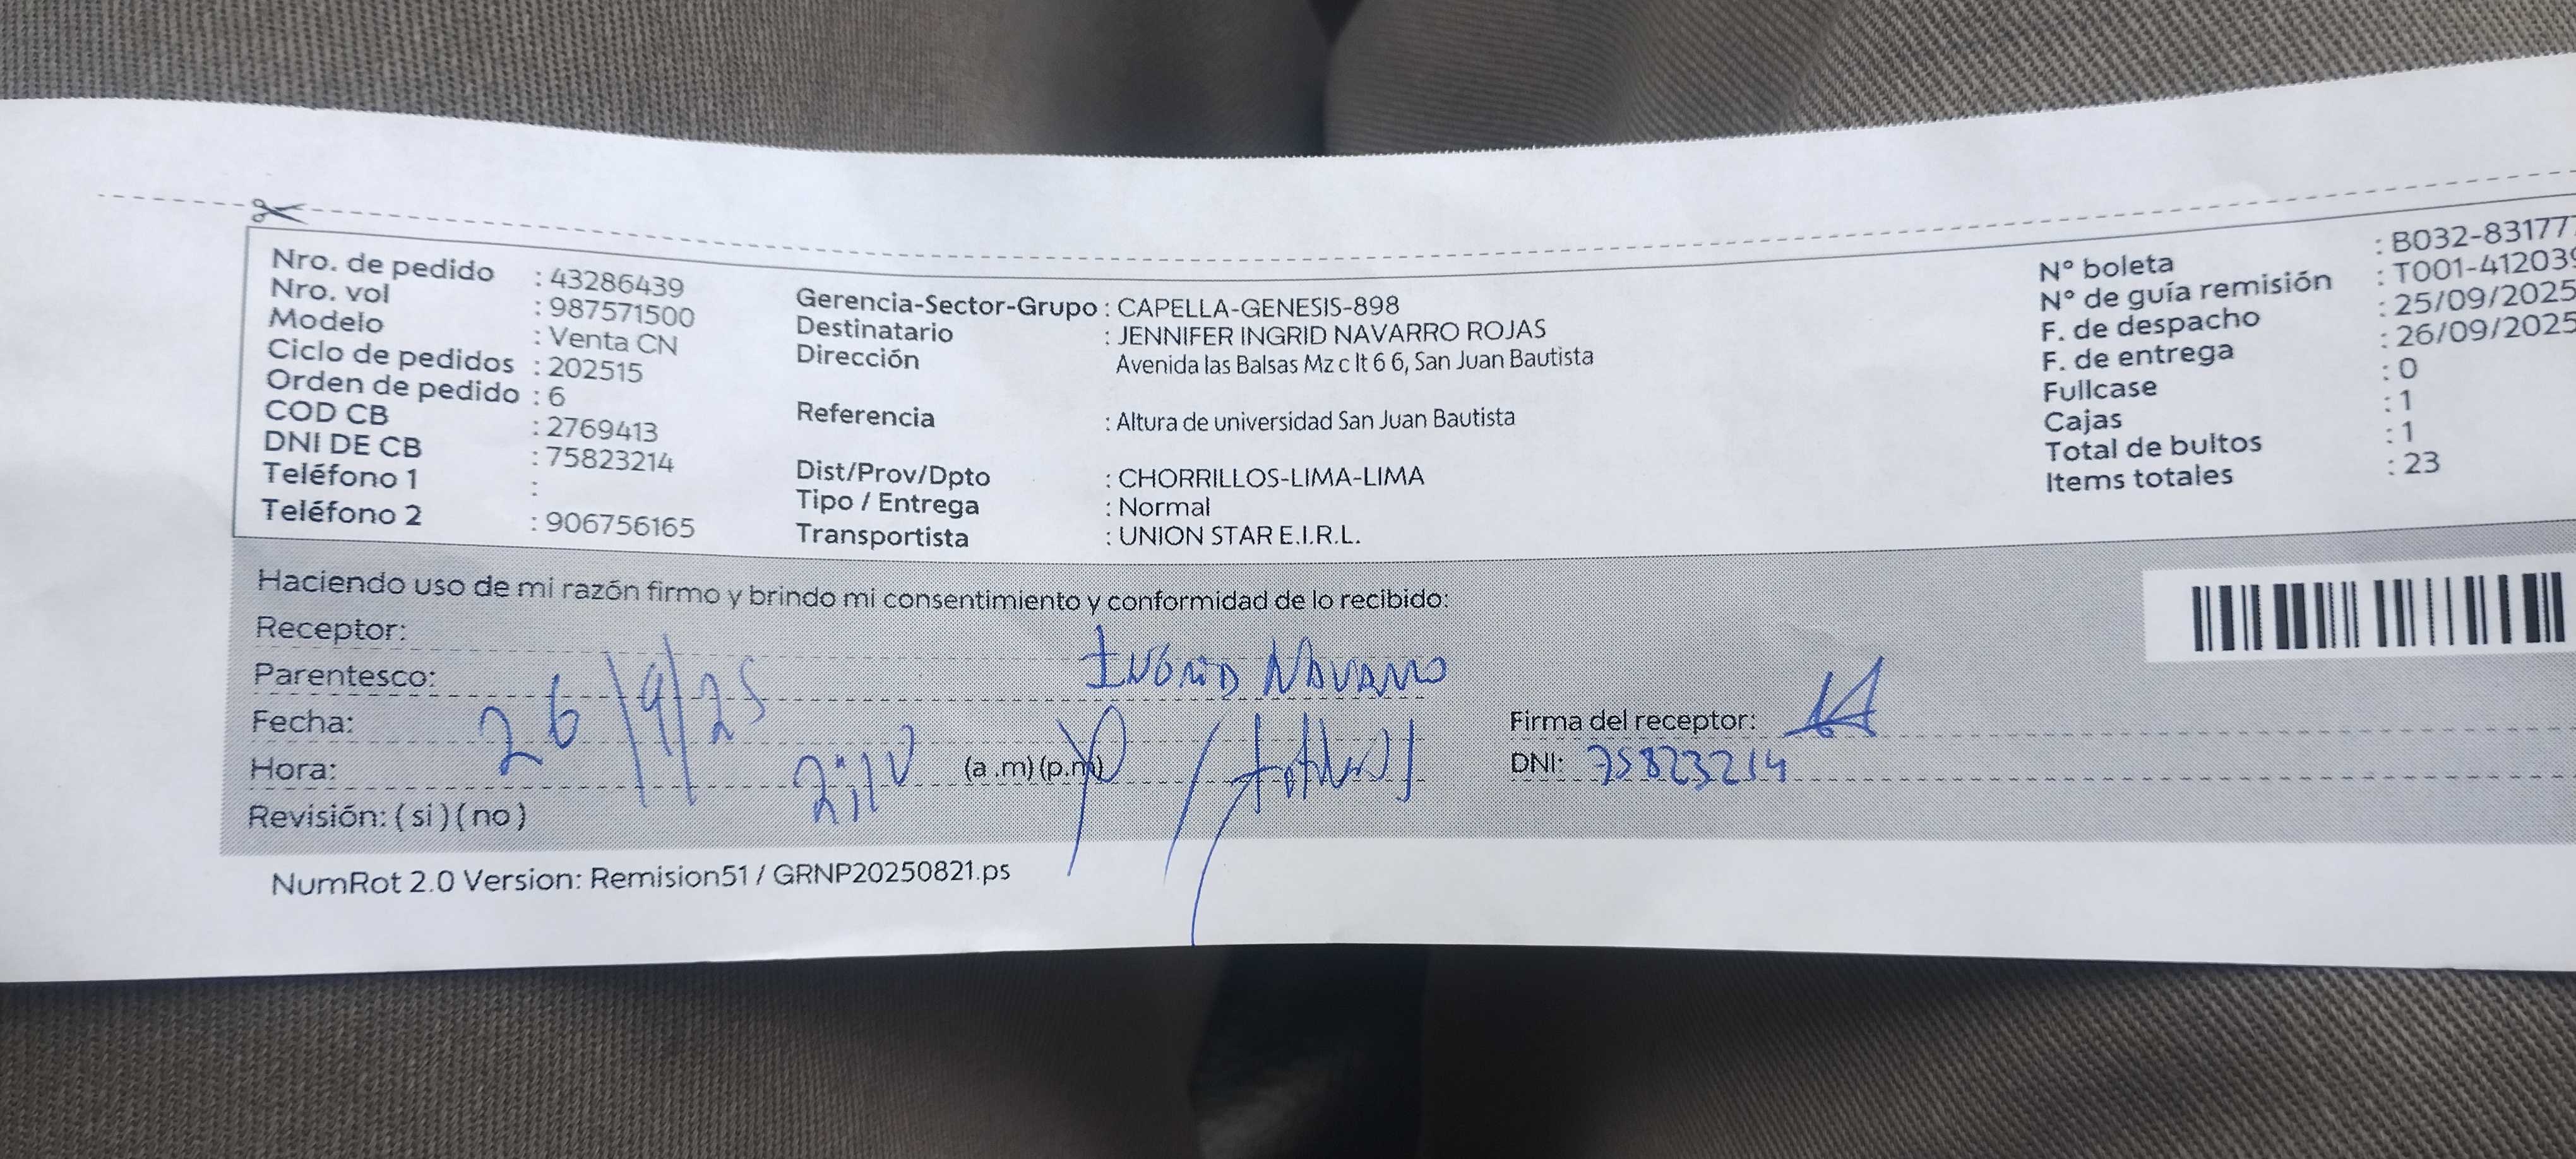 Nro. de pedido : 43286439
Nro. vol : 987571500
Modelo : Venta CN
Ciclo de pedidos : 202515
Orden de pedido : 6
COD CB : 2769413
DNI DE CB : 75823214
Teléfono 1 :
Teléfono 2 : 906756165
Gerencia-Sector-Grupo : CAPELLA-GENESIS-898
Destinatario : JENNIFER INGRID NAVARRO ROJAS
Dirección Avenida las Balsas Mz c lt 6 6, San Juan Bautista
Referencia : Altura de universidad San Juan Bautista
Dist/Prov/Dpto : CHORRILLOS-LIMA-LIMA
Tipo / Entrega : Normal
Transportista : UNION STAR E.I.R.L.
N° boleta : B032-83177
N° de guía remisión : T001-412039
F. de despacho : 25/09/2025
F. de entrega : 26/09/2025
Fullcase : 0
Cajas : 1
Total de bultos : 1
Items totales : 23
Haciendo uso de mi razón firmo y brindo mi consentimiento y conformidad de lo recibido:
Receptor:
Parentesco: INGRID NAVARRO
Fecha: 26/9/25
Firma del receptor:
Hora: 2:10 (a .m) (p.m)
DNI: 75823214
Revisión: ( si ) ( no )
NumRot 2.0 Version: Remision51 / GRNP20250821.ps